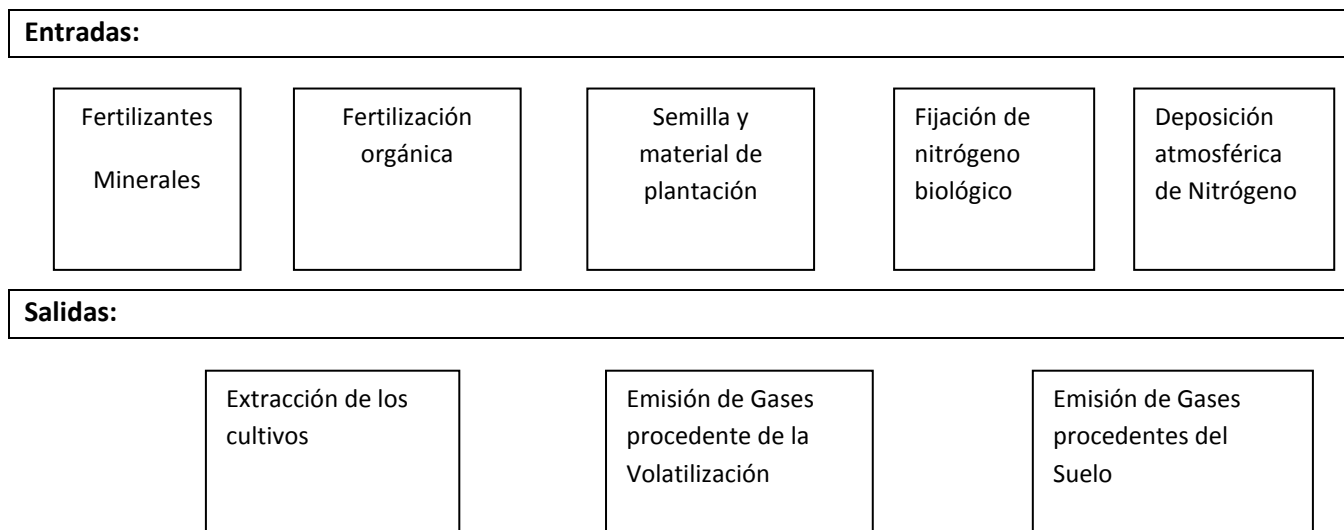 Entradas:
Fertilizantes
Minerales
Fertilización
orgánica
Semilla y
material de
plantación
Fijación de
nitrógeno
biológico
Deposición
atmosférica
de Nitrógeno
Salidas:
Extracción de los
cultivos
Emisión de Gases
procedente de la
Volatilización
Emisión de Gases
procedentes del
Suelo